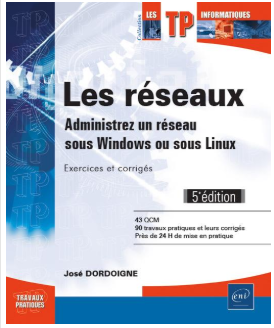 Collection
LES TP INFORMATIQUES
Les réseaux
Administrez un réseau
sous Windows ou sous Linux
Exercices et corrigés
5e édition
43 QCM
90 travaux pratiques et leurs corrigés
Près de 24 H de mise en pratique
José DORDOIGNE
TRAVAUX
PRATIQUES
eni